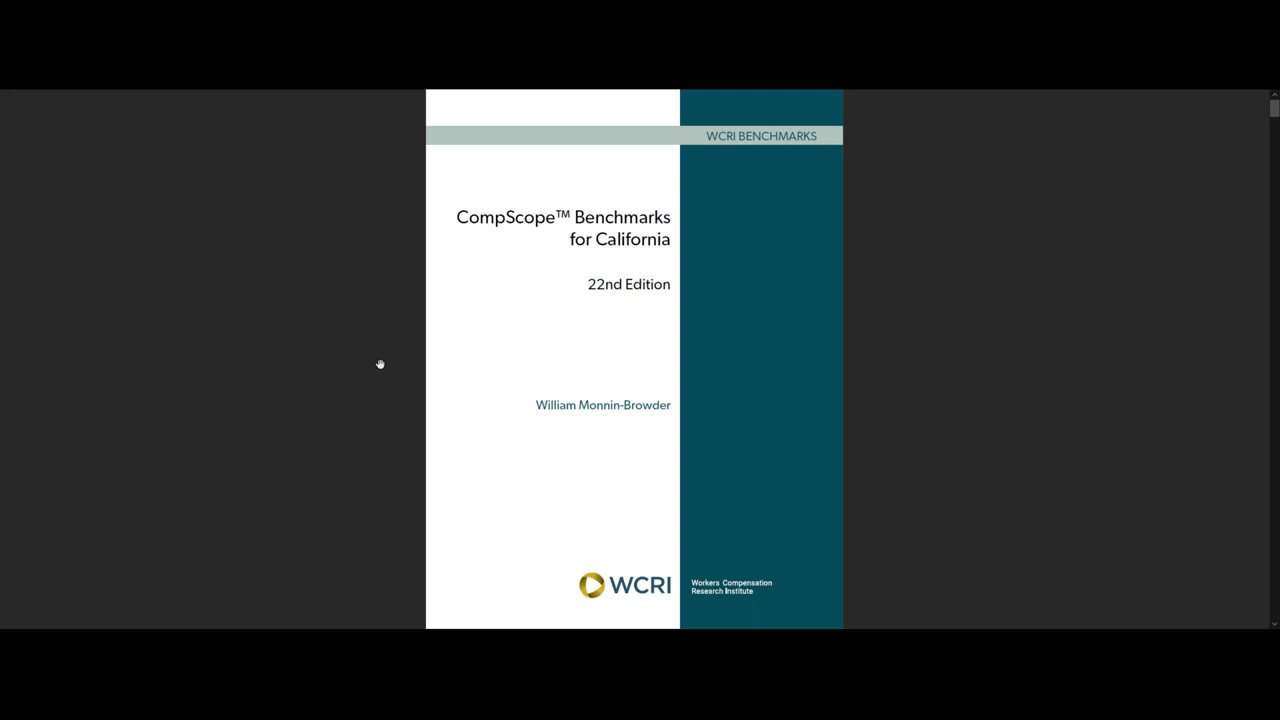 WCRI BENCHMARKS
CompScope™ Benchmarks
for California
22nd Edition
William Monnin-Browder
WCRI
Workers Compensation
Research Institute